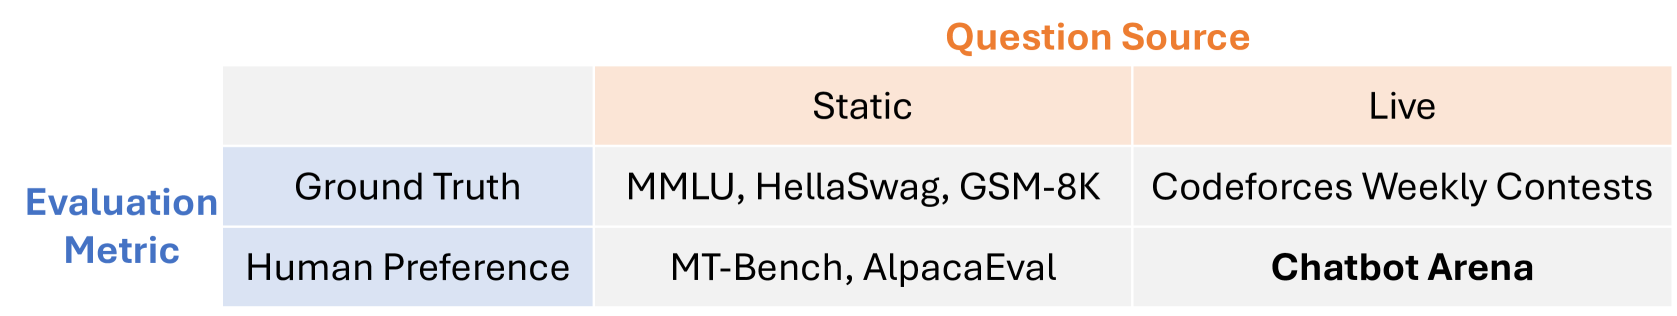 Question Source
Static Live
Ground Truth MMLU, HellaSwag, GSM-8K Codeforces Weekly Contests
Evaluation
Metric
Human Preference MT-Bench, AlpacaEval Chatbot Arena